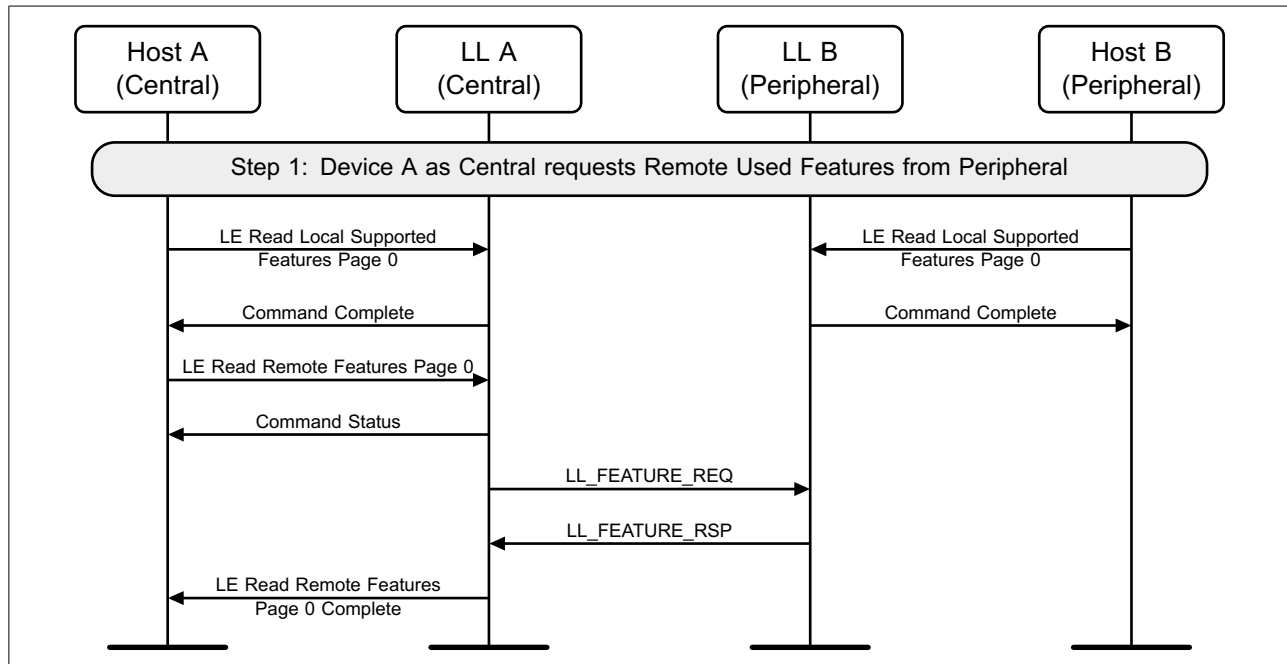 Host A
(Central)
LL A
(Central)
LL B
(Peripheral)
Host B
(Peripheral)
Step 1: Device A as Central requests Remote Used Features from Peripheral
LE Read Local Supported
Features Page 0
LE Read Local Supported
Features Page 0
Command Complete
Command Complete
LE Read Remote Features Page 0
Command Status
LL_FEATURE_REQ
LL_FEATURE_RSP
LE Read Remote Features
Page 0 Complete